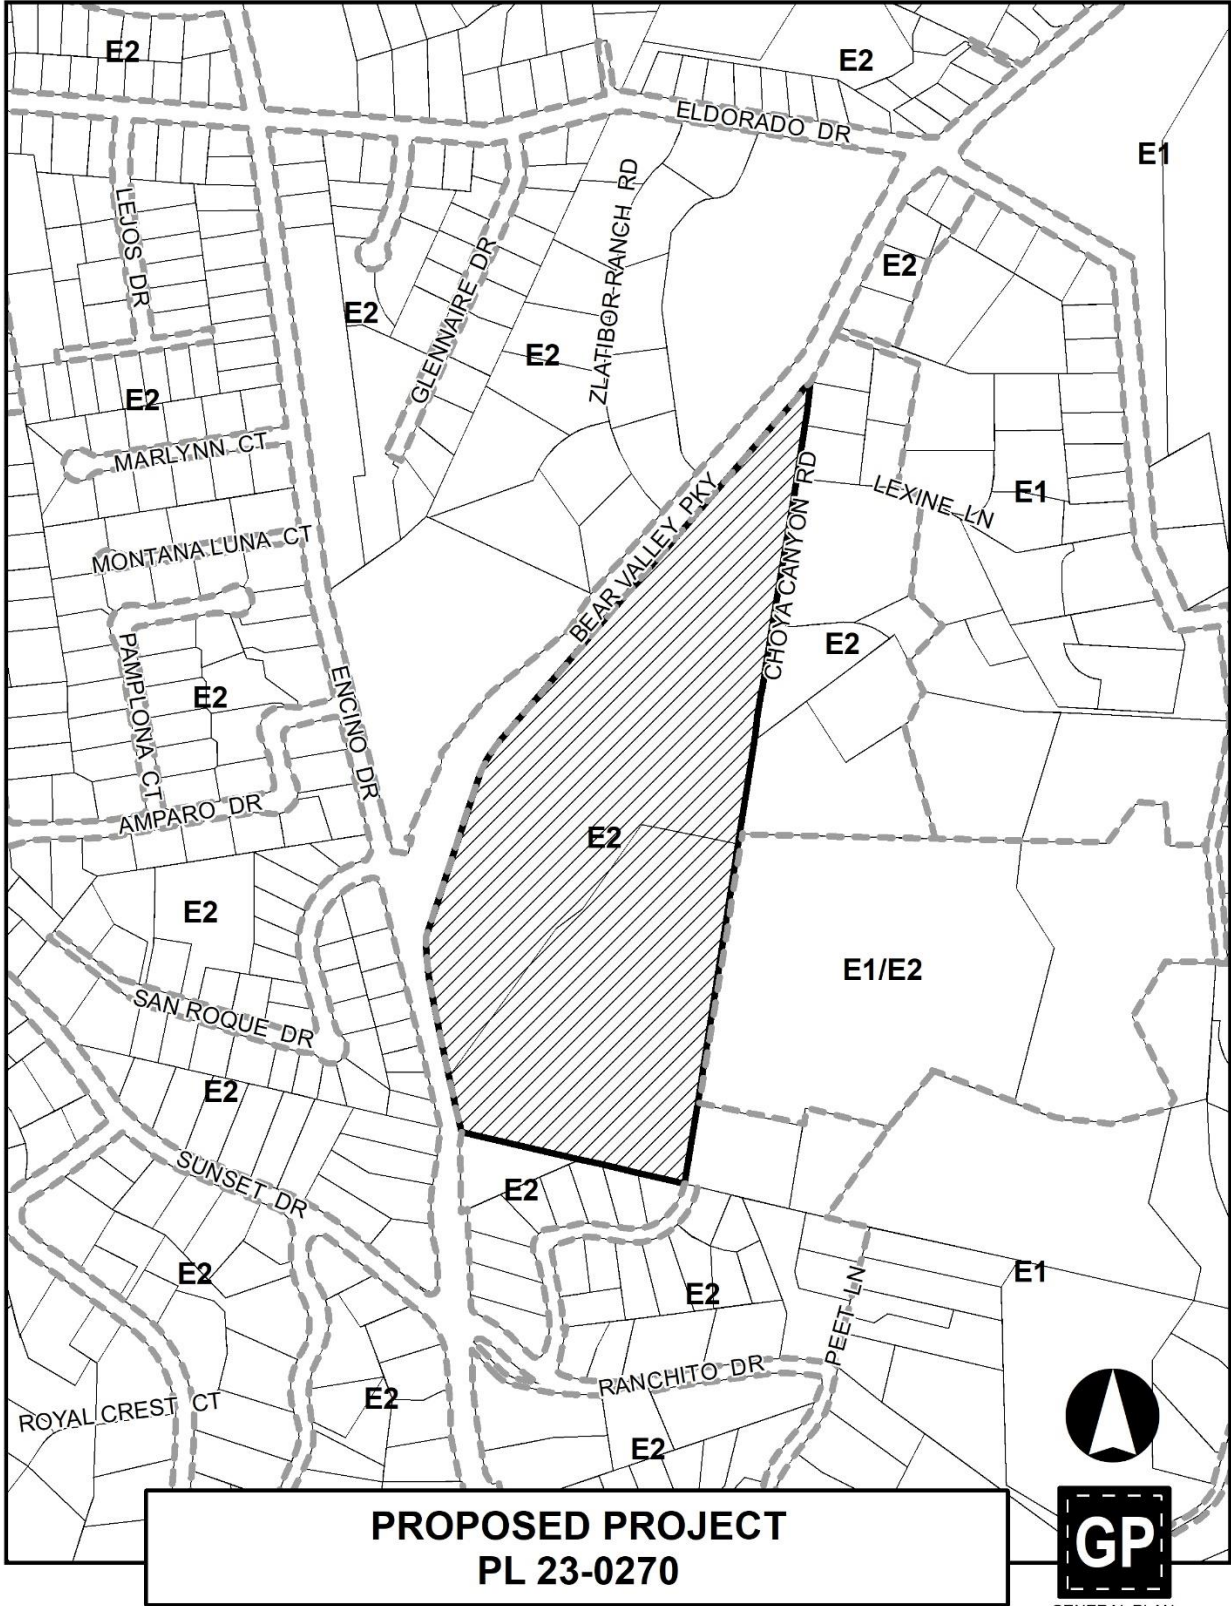 E2
E2
ELDORADO DR
E1
LEJOS DR
ZLATIBOR RANCH RD
E2
GLENNAIRE DR
E2
E2
E2
MARLYNN CT
BEAR VALLEY PKY
CHOYA CANYON RD
LEXINE LN
E1
MONTANA LUNA CT
PAMPLONA CT
E2
E2
ENCINO DR
AMPARO DR
E2
E2
E1/E2
SAN ROQUE DR
E2
SUNSET DR
E2
E2
E2
E1
PEET LN
RANCHITO DR
ROYAL CREST CT
E2
E2
PROPOSED PROJECT
PL 23-0270
GP
GENERAL PLAN